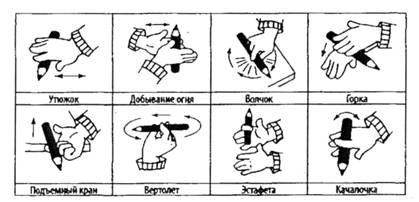 Утюжок
Добывание огня
Волчок
Горка
Подъемный кран
Вертолет
Эстафета
Качалочка